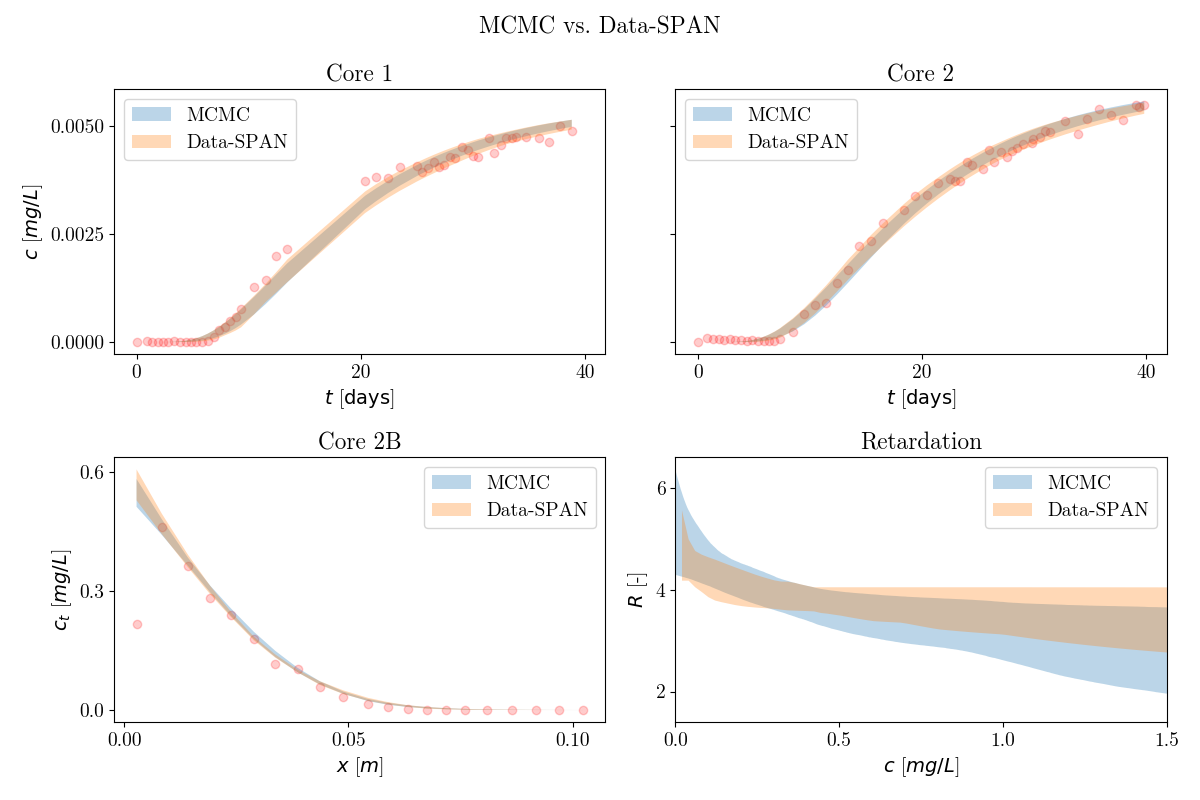 MCMC vs. Data-SPAN
Core 1
MCMC
Data-SPAN
0.0050
0.0025
0.0000
c [mg/L]
0 20 40
t [days]
Core 2
MCMC
Data-SPAN
0 20 40
t [days]
Core 2B
MCMC
Data-SPAN
0.6
0.3
0.0
c_t [mg/L]
0.00 0.05 0.10
x [m]
Retardation
MCMC
Data-SPAN
6
4
2
R [-]
0.0 0.5 1.0 1.5
c [mg/L]